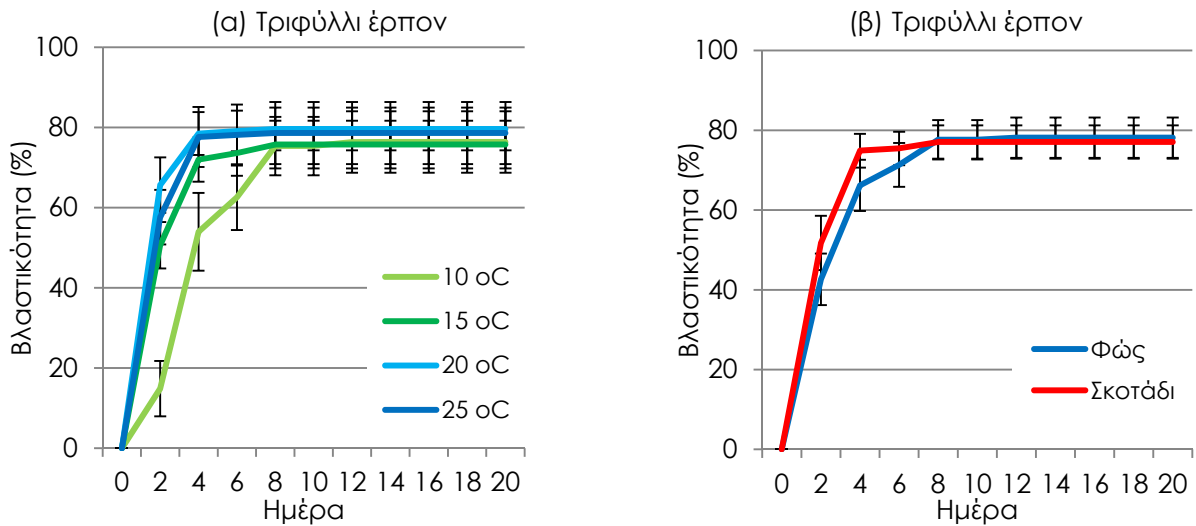 (α) Τριφύλλι έρπον
100
80
60
40
20
0
Βλαστικότητα (%)
10 oC
15 oC
20 oC
25 oC
0 2 4 6 8 10 12 14 16 18 20
Ημέρα
(β) Τριφύλλι έρπον
100
80
60
40
20
0
Βλαστικότητα (%)
Φώς
Σκοτάδι
0 2 4 6 8 10 12 14 16 18 20
Ημέρα